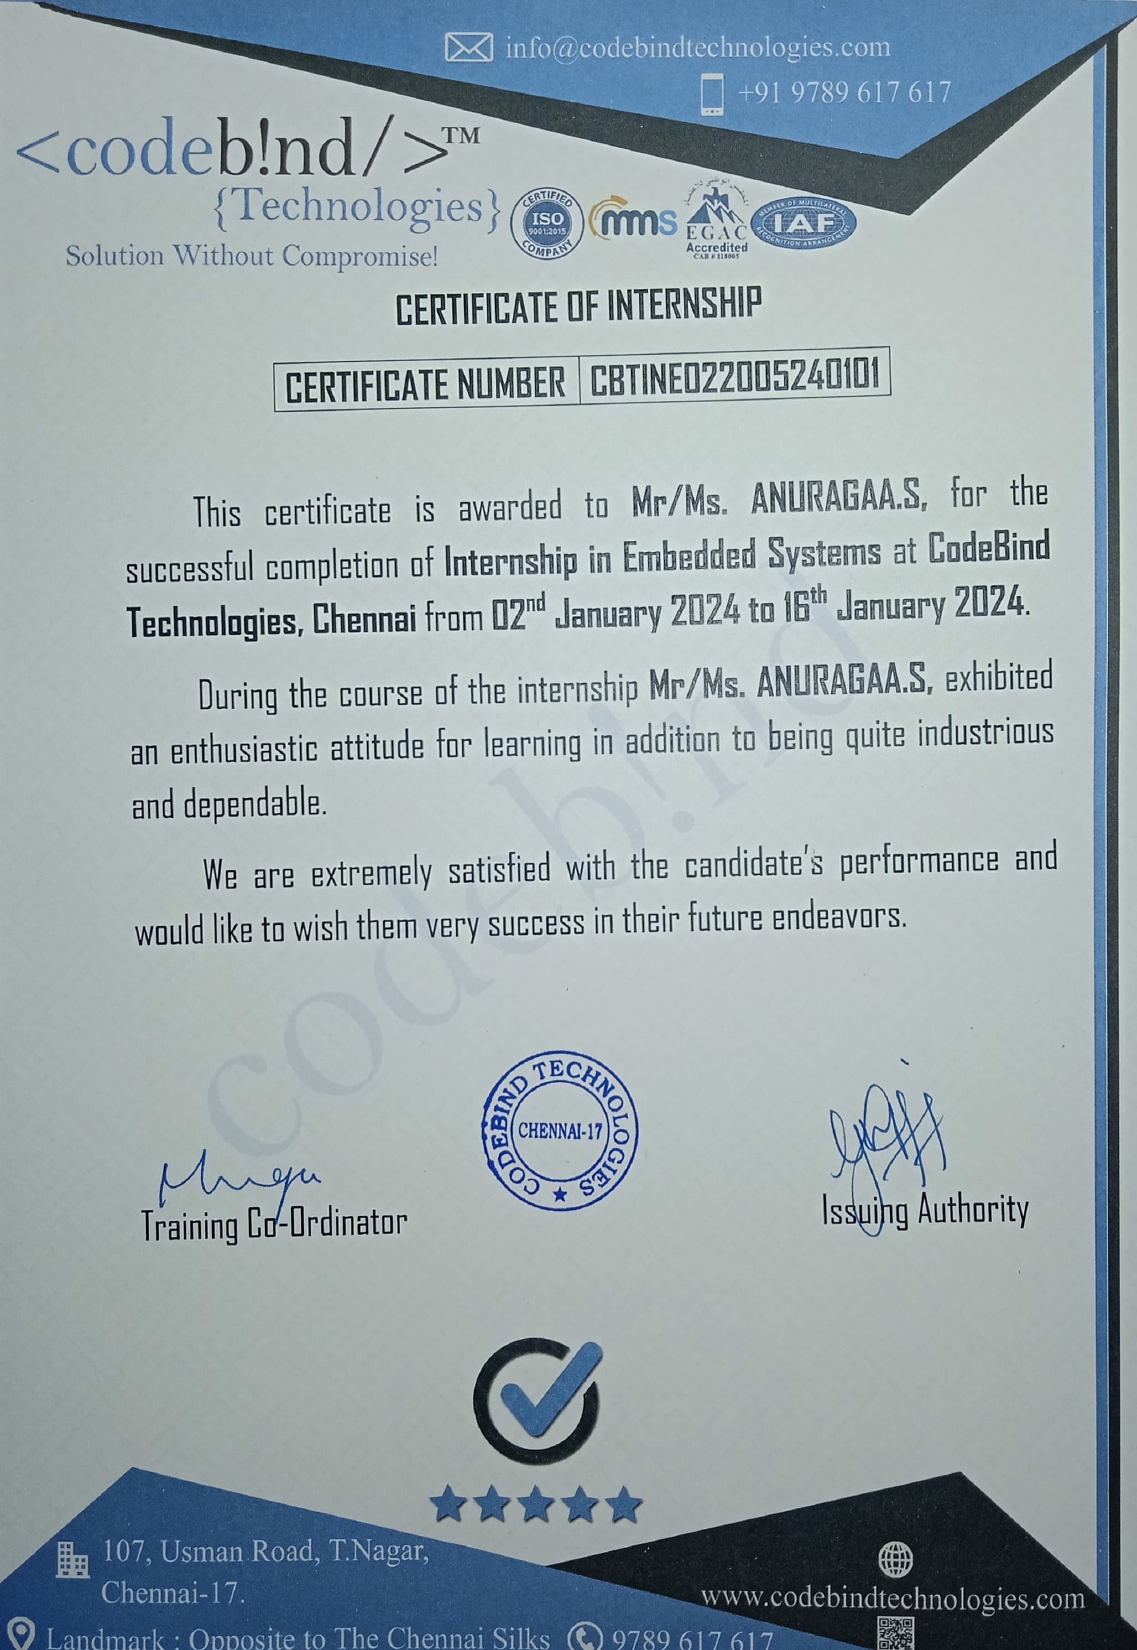 info@codebindtechnologies.com
+91 9789 617 617
<codeb!nd/>™
{Technologies}
Solution Without Compromise!
CERTIFIED
ISO
9001:2015
COMPANY
mms
EGAC
Accredited
CAB # 118005
MEMBER OF MULTILATERAL
IAF
RECOGNITION ARRANGEMENT
CERTIFICATE OF INTERNSHIP
CERTIFICATE NUMBER CBTINE022005240101
This certificate is awarded to Mr/Ms. ANURAGAA.S, for the
successful completion of Internship in Embedded Systems at CodeBind
Technologies, Chennai from 02nd January 2024 to 16th January 2024.
During the course of the internship Mr/Ms. ANURAGAA.S, exhibited
an enthusiastic attitude for learning in addition to being quite industrious
and dependable.
We are extremely satisfied with the candidate's performance and
would like to wish them very success in their future endeavors.
codeb!nd
CODEBIND TECHNOLOGIES
CHENNAI-17
Training Co-Ordinator
Issuing Authority
107, Usman Road, T.Nagar,
Chennai-17.
www.codebindtechnologies.com
Landmark : Opposite to The Chennai Silks
9789 617 617